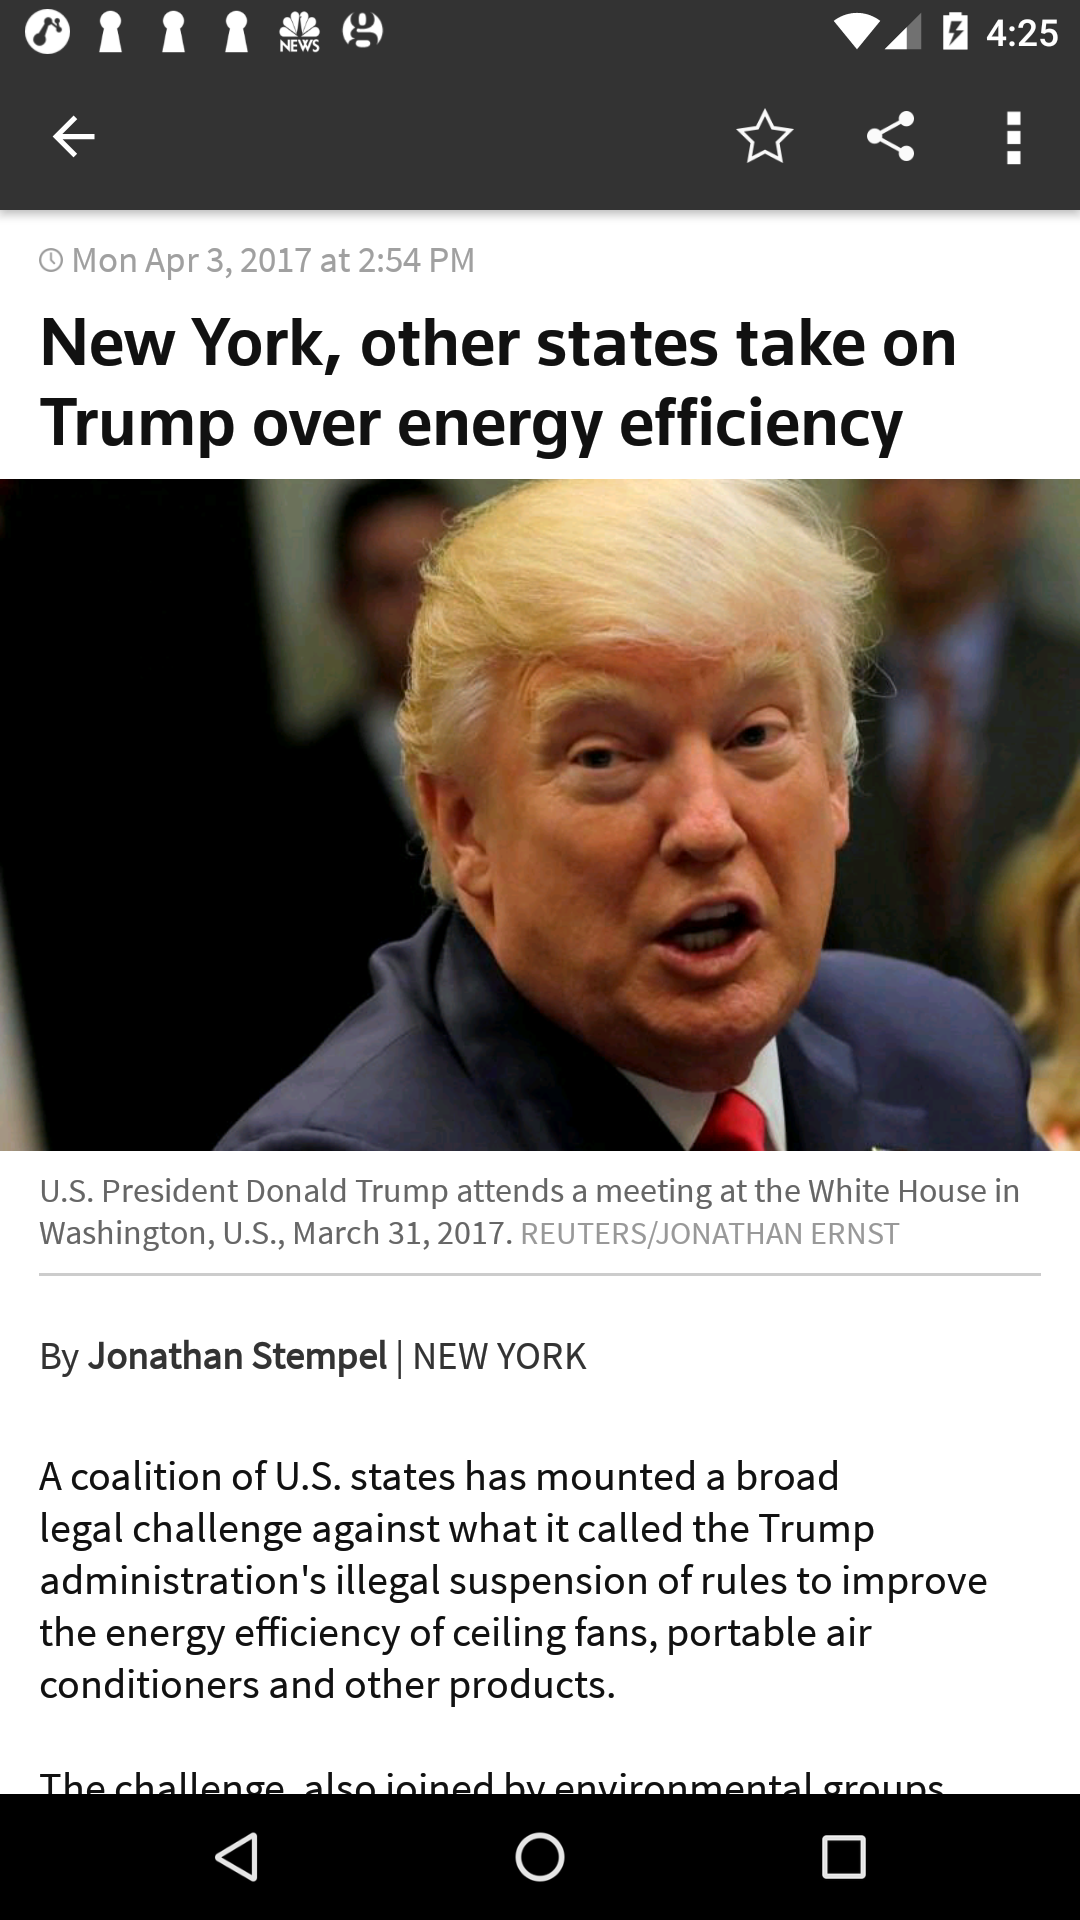 NEWS
4:25
Mon Apr 3, 2017 at 2:54 PM
New York, other states take on
Trump over energy efficiency
U.S. President Donald Trump attends a meeting at the White House in
Washington, U.S., March 31, 2017. REUTERS/JONATHAN ERNST
By Jonathan Stempel | NEW YORK
A coalition of U.S. states has mounted a broad
legal challenge against what it called the Trump
administration's illegal suspension of rules to improve
the energy efficiency of ceiling fans, portable air
conditioners and other products.
The challenge, also joined by environmental groups,